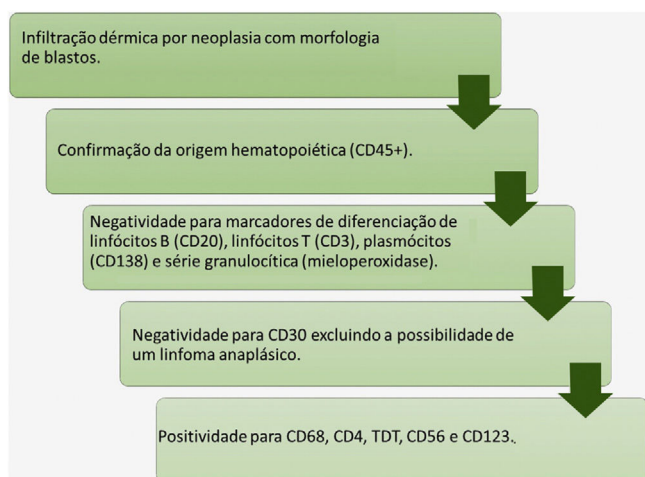 Infiltração dérmica por neoplasia com morfologia
de blastos.
Confirmação da origem hematopoiética (CD45+).
Negatividade para marcadores de diferenciação de
linfócitos B (CD20), linfócitos T (CD3), plasmócitos
(CD138) e série granulocítica (mieloperoxidase).
Negatividade para CD30 excluindo a possibilidade de
um linfoma anaplásico.
Positividade para CD68, CD4, TDT, CD56 e CD123.